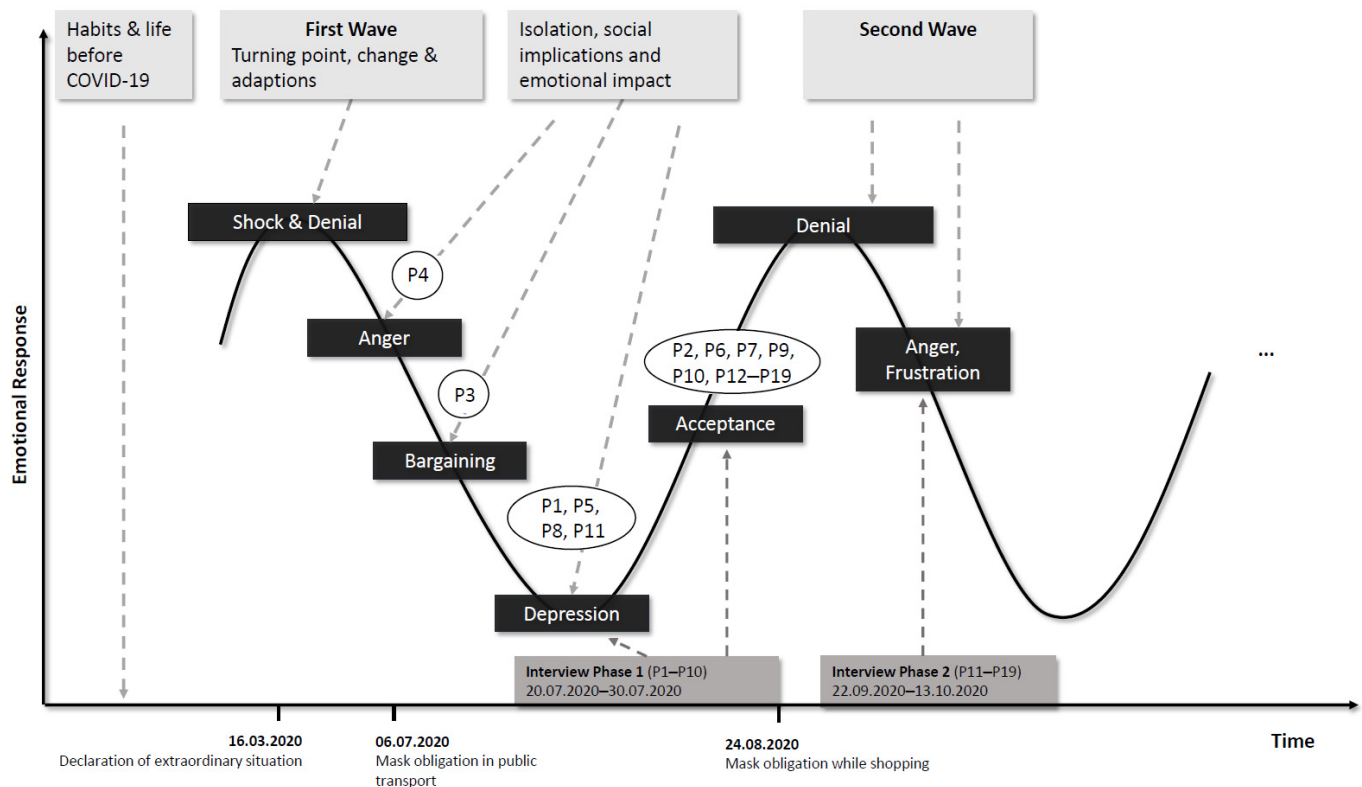 Habits & life
before
COVID-19
First Wave
Turning point, change &
adaptions
Isolation, social
implications and
emotional impact
Second Wave
Shock & Denial
Denial
P4
Anger
P2, P6, P7, P9,
P10, P12–P19
Anger,
Frustration
...
P3
Acceptance
Bargaining
P1, P5,
P8, P11
Depression
Emotional Response
Interview Phase 1 (P1–P10)
20.07.2020–30.07.2020
Interview Phase 2 (P11–P19)
22.09.2020–13.10.2020
16.03.2020
Declaration of extraordinary situation
06.07.2020
Mask obligation in public
transport
24.08.2020
Mask obligation while shopping
Time